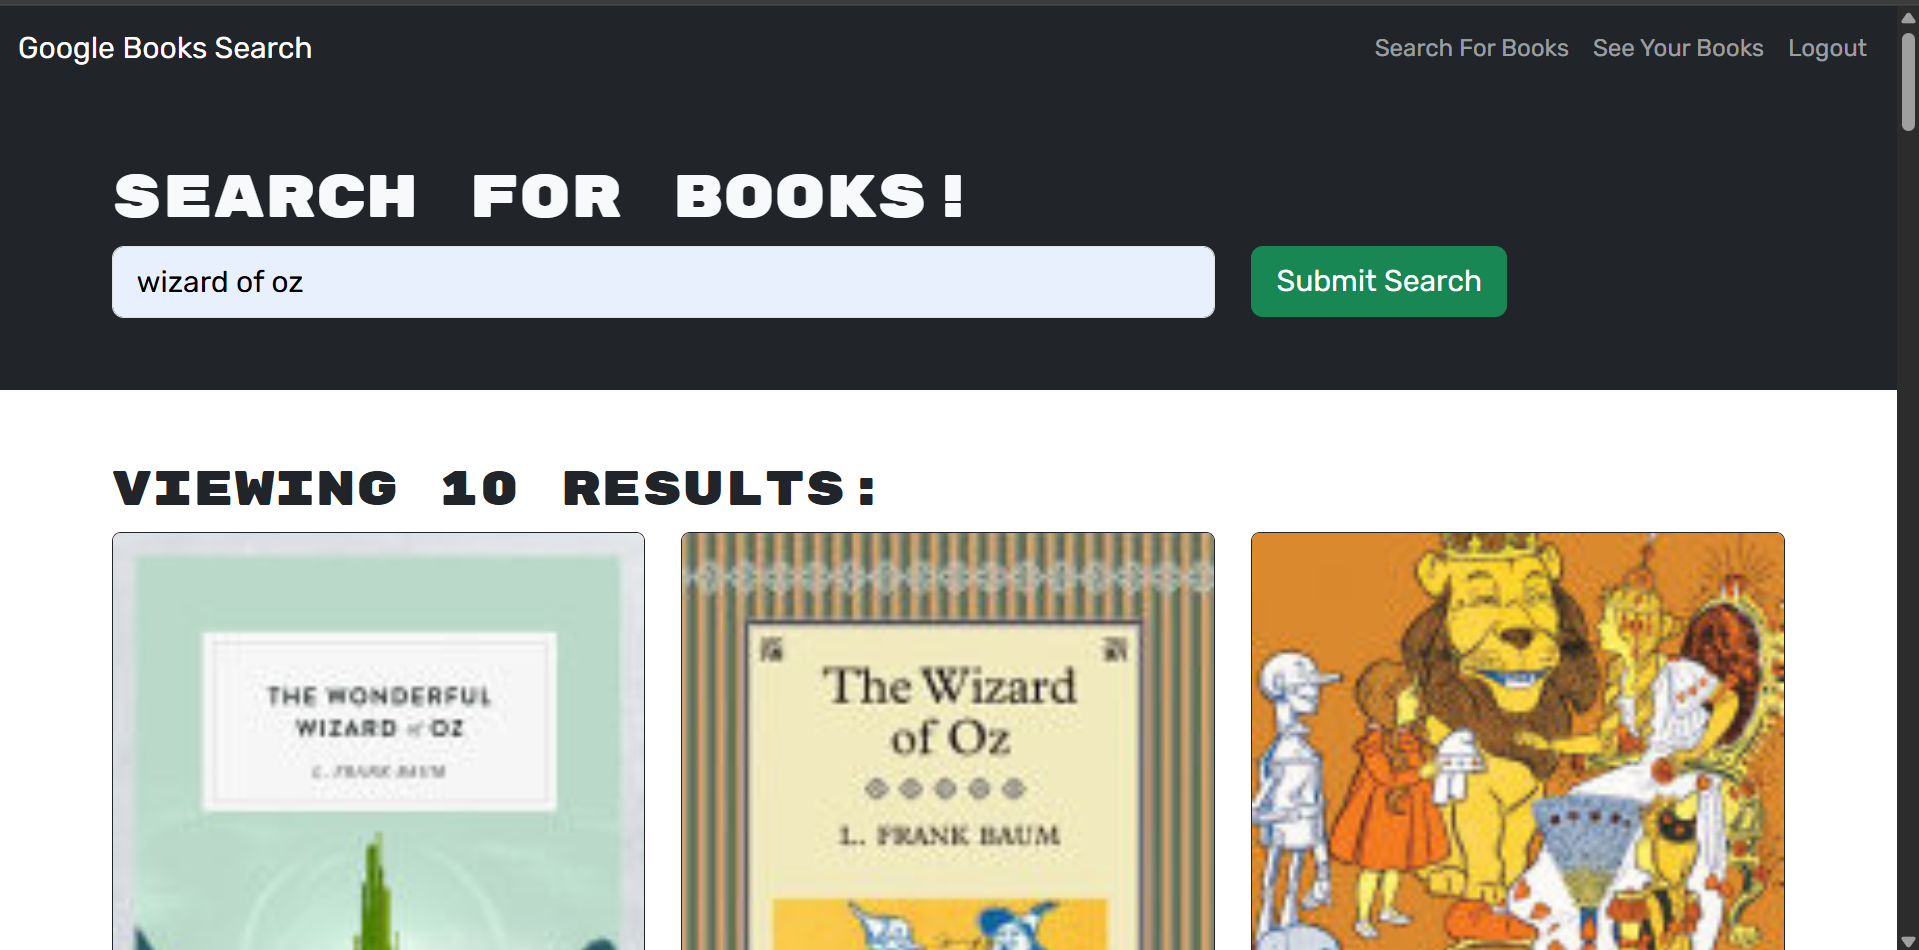 Google Books Search
Search For Books See Your Books Logout
SEARCH FOR BOOKS!
wizard of oz
Submit Search
VIEWING 10 RESULTS:
THE WONDERFUL
WIZARD of OZ
L. FRANK BAUM
The Wizard
of Oz
L. FRANK BAUM